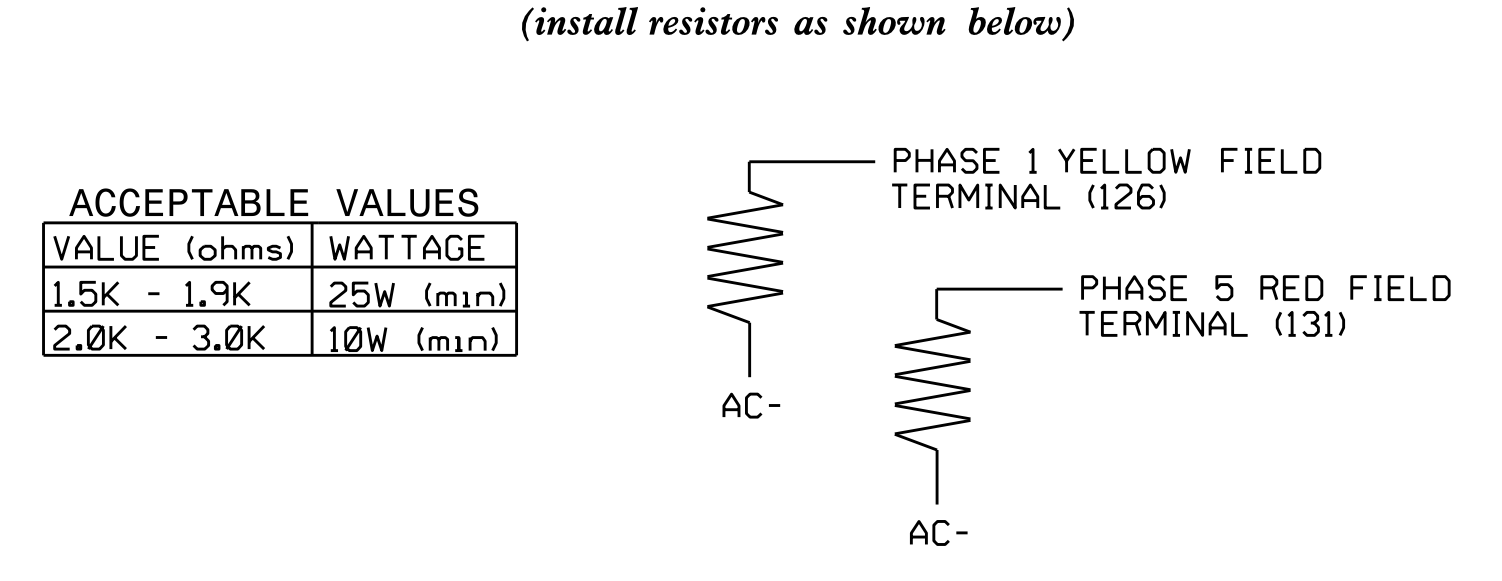 (install resistors as shown below)
ACCEPTABLE VALUES
VALUE (ohms) WATTAGE
1.5K - 1.9K 25W (min)
2.0K - 3.0K 10W (min)
PHASE 1 YELLOW FIELD
TERMINAL (126)
AC-
PHASE 5 RED FIELD
TERMINAL (131)
AC-